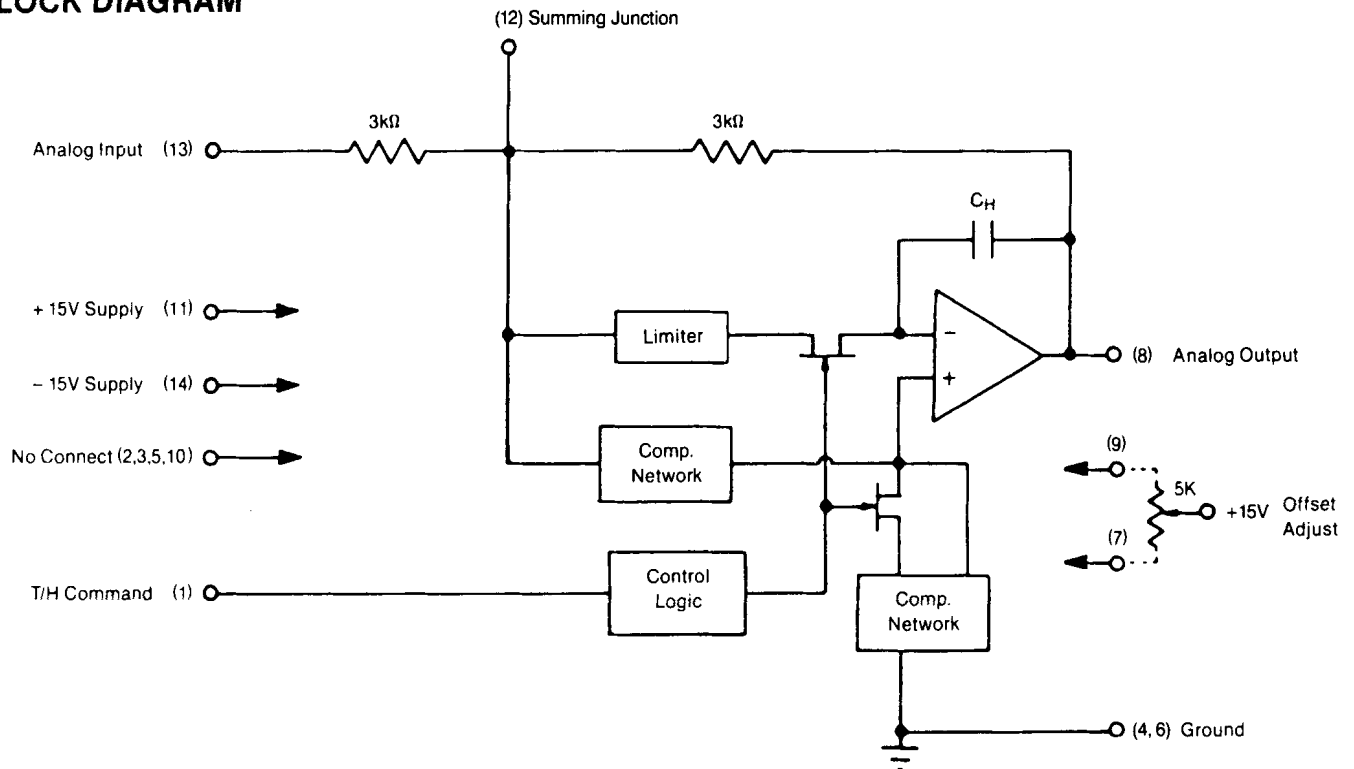 LOCK DIAGRAM
(12) Summing Junction
3kΩ
3kΩ
Analog Input (13)
C_H
+ 15V Supply (11)
Limiter
−
+
(8) Analog Output
− 15V Supply (14)
No Connect (2,3,5,10)
Comp.
Network
(9)
5K
+15V
Offset
Adjust
(7)
T/H Command (1)
Control
Logic
Comp.
Network
(4, 6) Ground